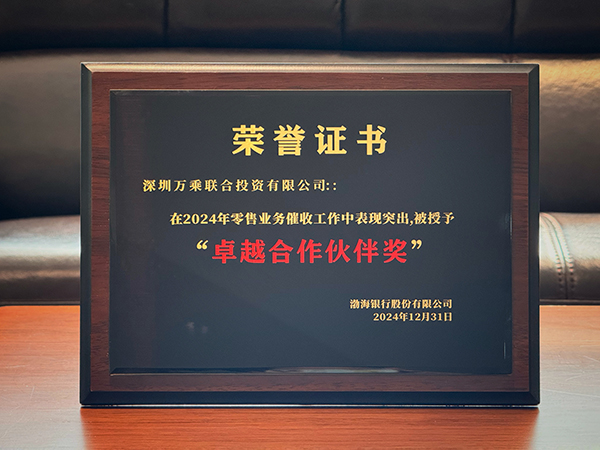 荣誉证书
深圳万乘联合投资有限公司::
在2024年零售业务催收工作中表现突出,被授予
“卓越合作伙伴奖”
渤海银行股份有限公司
2024年12月31日